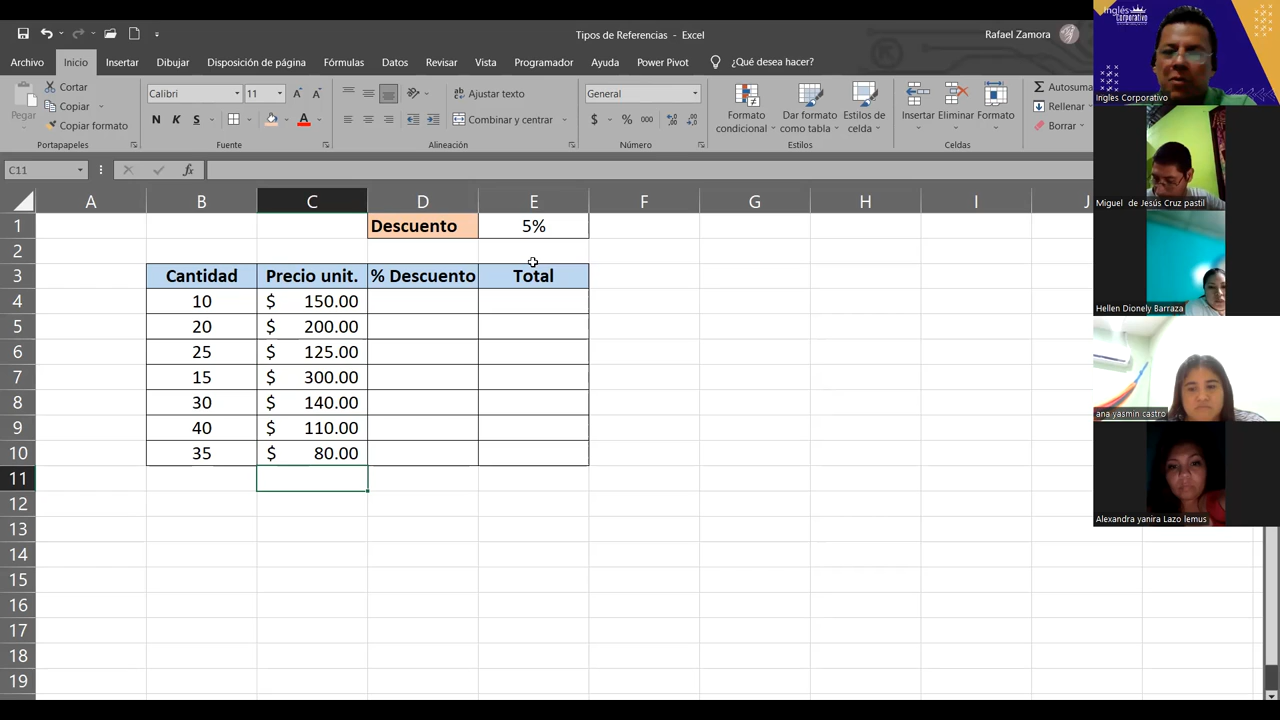 Tipos de Referencias - Excel
Rafael Zamora
Archivo Inicio Insertar Dibujar Disposición de página Fórmulas Datos Revisar Vista Programador Ayuda Power Pivot ¿Qué desea hacer?
Pegar
Cortar
Copiar
Copiar formato
Portapapeles
Calibri 11
N K S
Fuente
Ajustar texto
Combinar y centrar
Alineación
General
$ % 000
Número
Formato condicional
Dar formato como tabla
Estilos de celda
Estilos
Insertar Eliminar Formato
Celdas
Autosuma
Rellenar
Borrar
C11
fx
A B C D E F G H I J
1 Descuento 5%
2
3 Cantidad Precio unit. % Descuento Total
4 10 $ 150.00
5 20 $ 200.00
6 25 $ 125.00
7 15 $ 300.00
8 30 $ 140.00
9 40 $ 110.00
10 35 $ 80.00
11
12
13
14
15
16
17
18
19
Inglés
Corporativo
Ingles Corporativo
Miguel de Jesús Cruz pastil
Hellen Dionely Barraza
ana yasmin castro
Alexandra yanira Lazo lemus